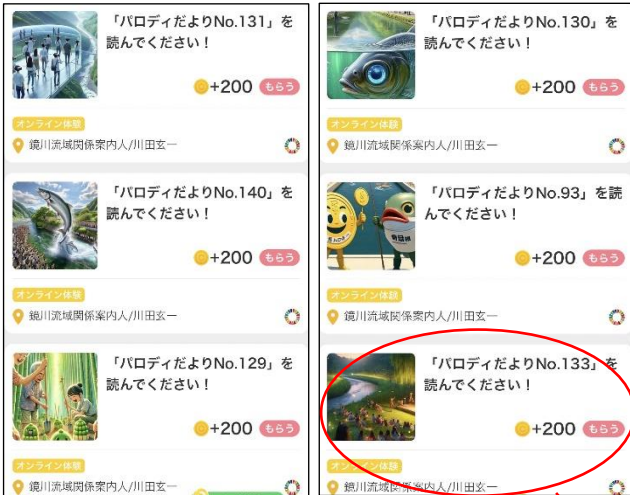 「パロディだよりNo.131」を
読んでください！
+200 もらう
オンライン体験
鏡川流域関係案内人/川田玄一
「パロディだよりNo.140」を
読んでください！
+200 もらう
オンライン体験
鏡川流域関係案内人/川田玄一
「パロディだよりNo.129」を
読んでください！
+200 もらう
オンライン体験
鏡川流域関係案内人/川田玄一
「パロディだよりNo.130」を
読んでください！
+200 もらう
オンライン体験
鏡川流域関係案内人/川田玄一
「パロディだよりNo.93」を読
んでください！
+200 もらう
オンライン体験
鏡川流域関係案内人/川田玄一
「パロディだよりNo.133」を
読んでください！
+200 もらう
オンライン体験
鏡川流域関係案内人/川田玄一